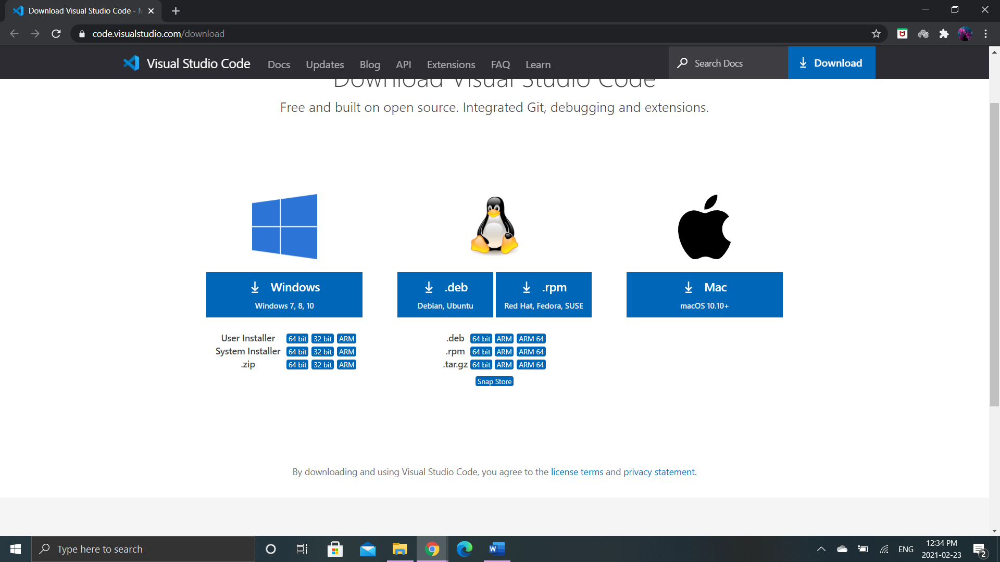 Download Visual Studio Code - M
code.visualstudio.com/download
Visual Studio Code Docs Updates Blog API Extensions FAQ Learn Search Docs Download
Download Visual Studio Code
Free and built on open source. Integrated Git, debugging and extensions.
Windows
Windows 7, 8, 10
.deb
Debian, Ubuntu
.rpm
Red Hat, Fedora, SUSE
Mac
macOS 10.10+
User Installer 64 bit 32 bit ARM
System Installer 64 bit 32 bit ARM
.zip 64 bit 32 bit ARM
.deb 64 bit ARM ARM 64
.rpm 64 bit ARM ARM 64
.tar.gz 64 bit ARM ARM 64
Snap Store
By downloading and using Visual Studio Code, you agree to the license terms and privacy statement.
Type here to search
W
ENG
12:34 PM
2021-02-23
2